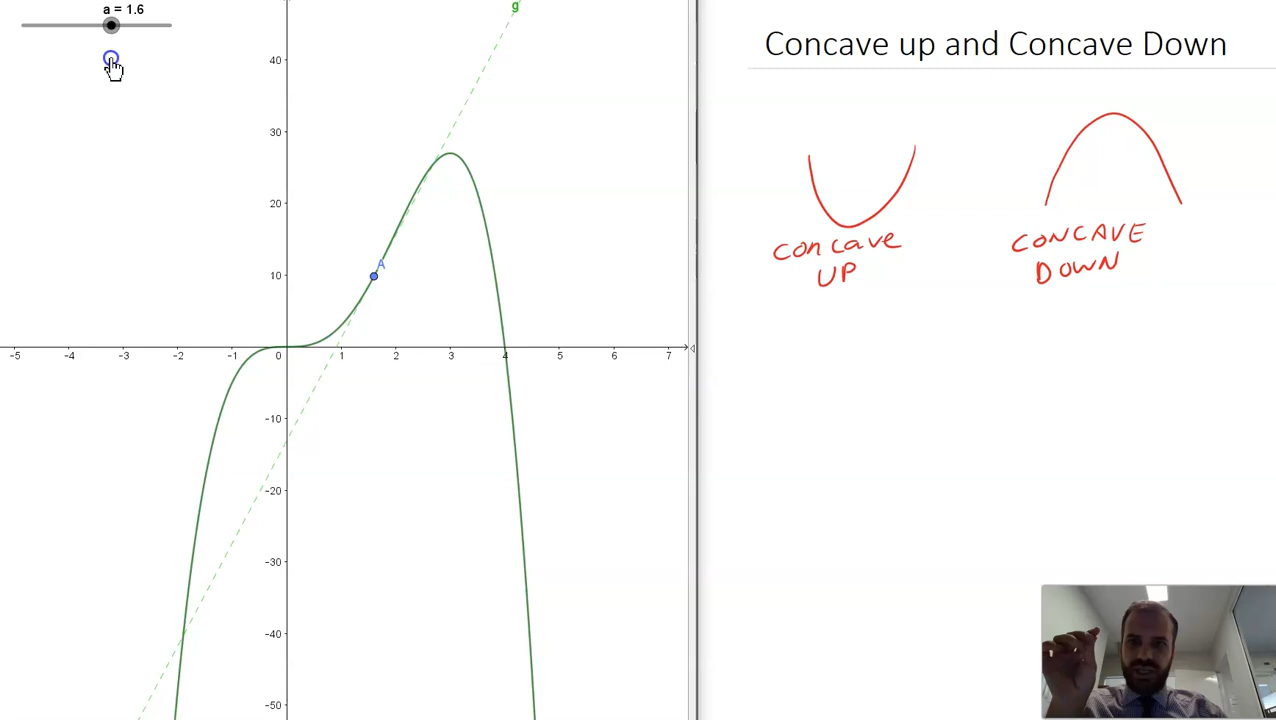 a = 1.6
g
Concave up and Concave Down
40
30
20
10
A
concave
UP
CONCAVE
DOWN
-5 -4 -3 -2 -1 0 1 2 3 4 5 6 7
-10
-20
-30
-40
-50